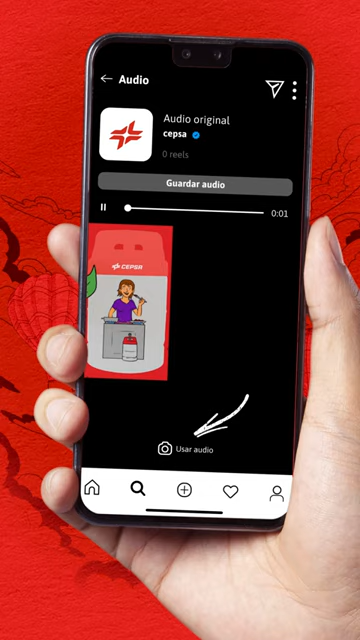 Audio
Audio original
cepsa
0 reels
Guardar audio
0:01
CEPSA
Usar audio